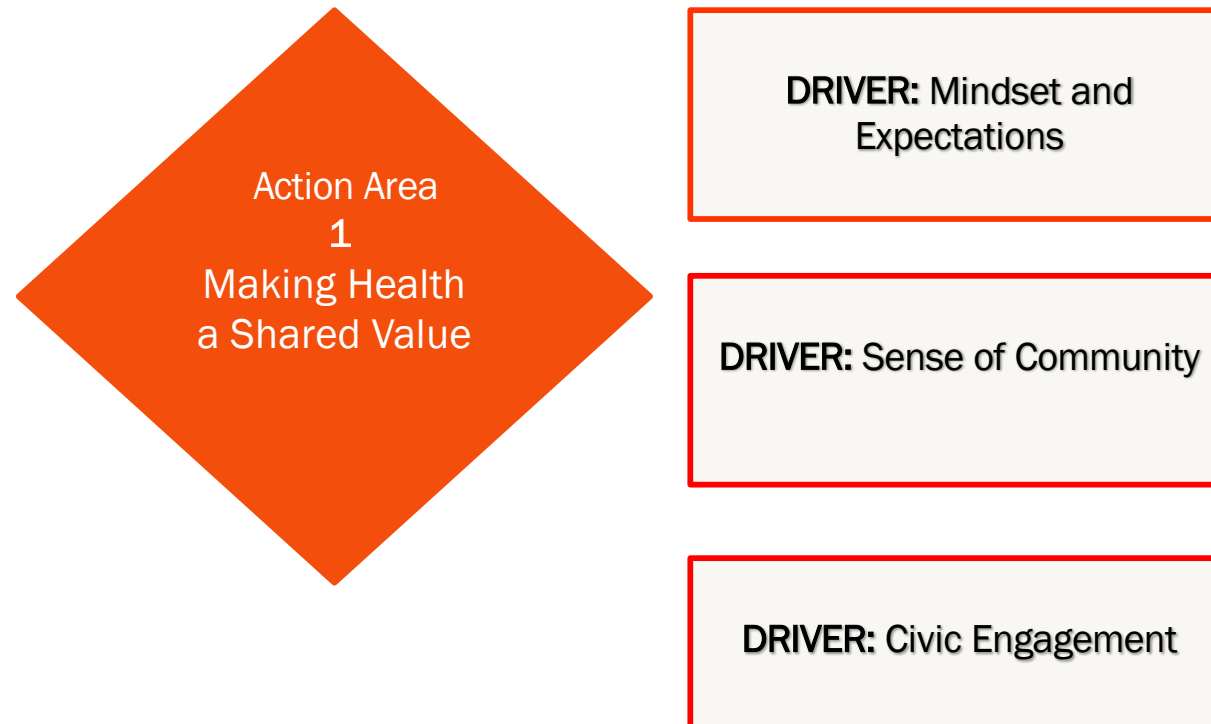 Action Area
1
Making Health
a Shared Value
DRIVER: Mindset and
Expectations
DRIVER: Sense of Community
DRIVER: Civic Engagement